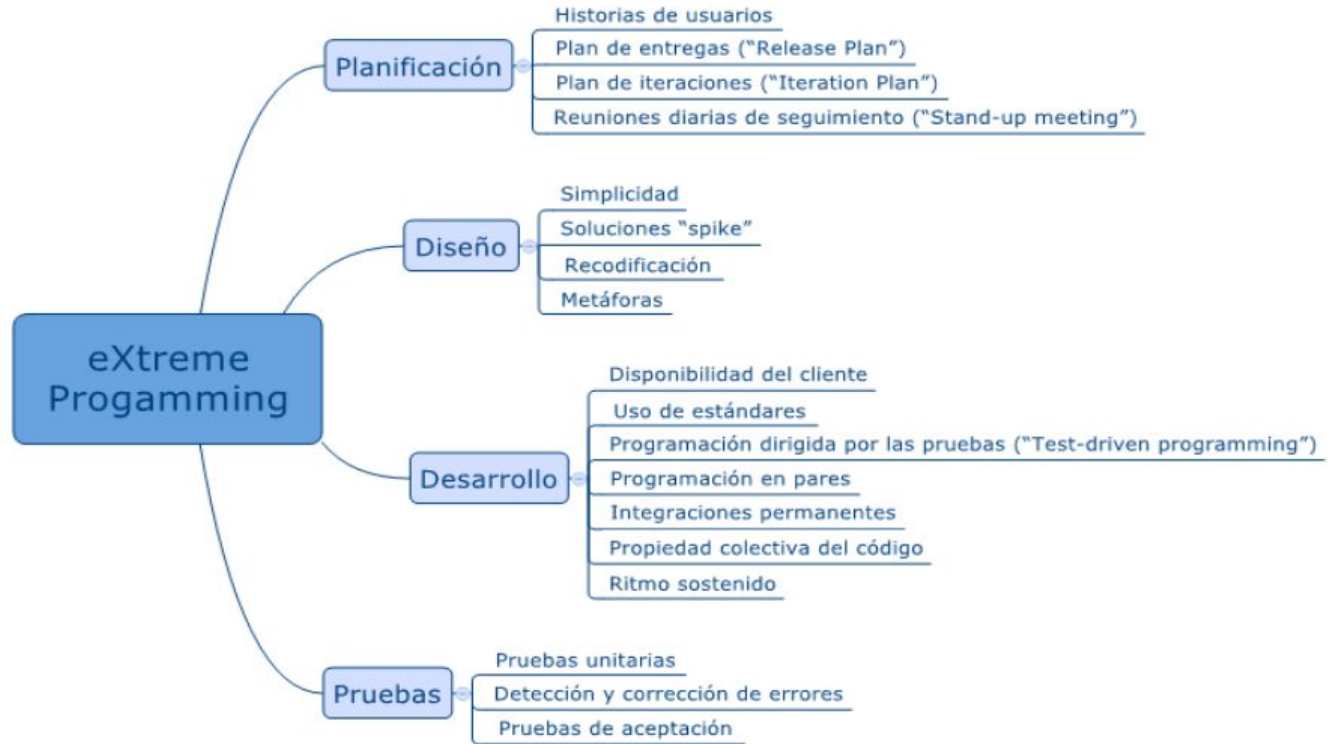 Historias de usuarios
Planificación
Plan de entregas (“Release Plan”)
Plan de iteraciones (“Iteration Plan”)
Reuniones diarias de seguimiento (“Stand-up meeting”)
Simplicidad
Diseño
Soluciones “spike”
Recodificación
Metáforas
eXtreme
Progamming
Disponibilidad del cliente
Uso de estándares
Programación dirigida por las pruebas (“Test-driven programming”)
Desarrollo
Programación en pares
Integraciones permanentes
Propiedad colectiva del código
Ritmo sostenido
Pruebas unitarias
Pruebas
Detección y corrección de errores
Pruebas de aceptación